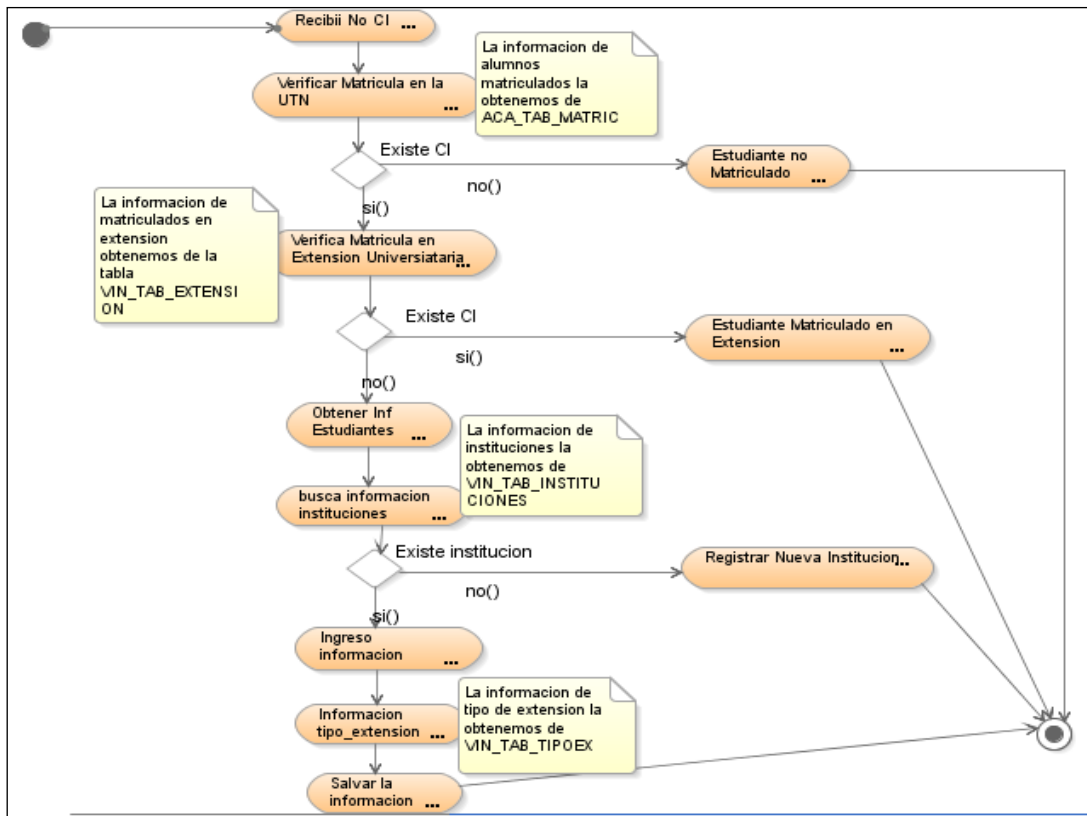 Recibii No CI ...
La informacion de
alumnos
matriculados la
obtenemos de
ACA_TAB_MATRIC
Verificar Matricula en la
UTN ...
Existe CI
no()
Estudiante no
Matriculado ...
si()
La informacion de
matriculados en
extension
obtenemos de la
tabla
VIN_TAB_EXTENSI
ON
Verifica Matricula en
Extension Universiataria...
Existe CI
si()
Estudiante Matriculado en
Extension ...
no()
Obtener Inf
Estudiantes ...
La informacion de
instituciones la
obtenemos de
VIN_TAB_INSTITU
CIONES
busca informacion
instituciones ...
Existe institucion
no()
Registrar Nueva Institucion...
si()
Ingreso
informacion ...
La informacion de
tipo de extension la
obtenemos de
VIN_TAB_TIPOEX
Informacion
tipo_extension ...
Salvar la
informacion ...